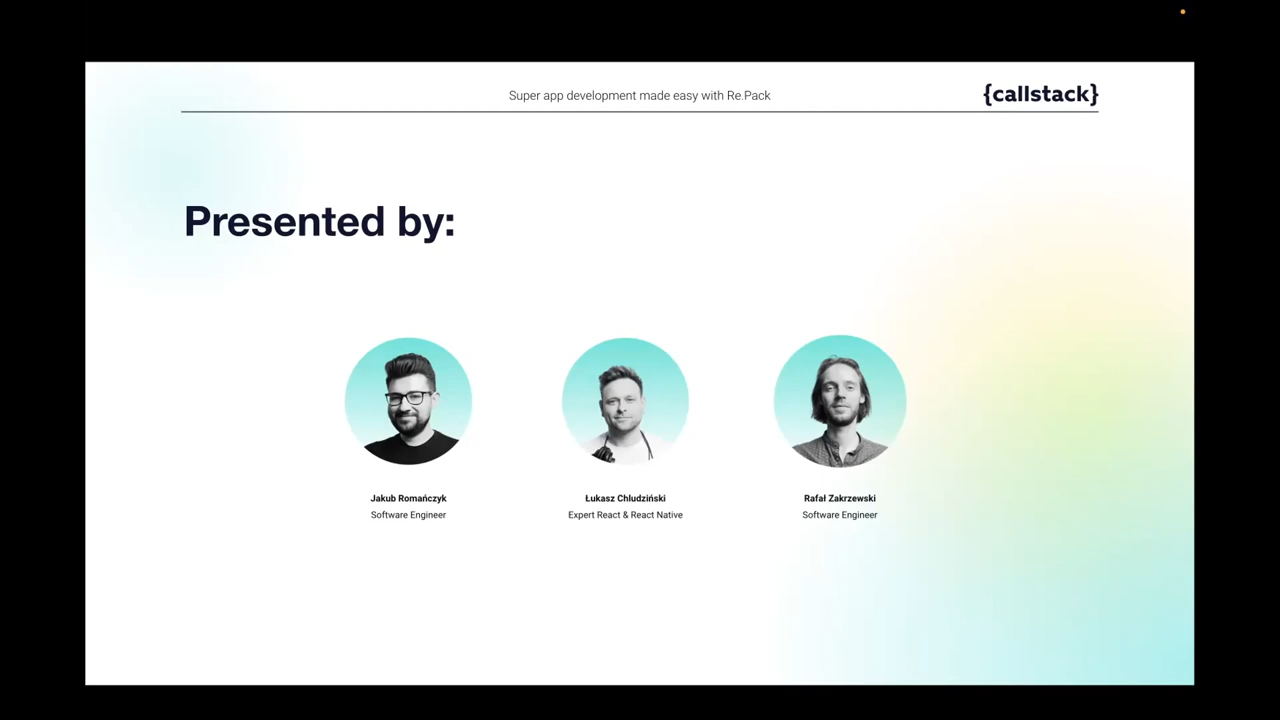 Super app development made easy with Re.Pack
{callstack}
Presented by:
Jakub Romańczyk
Software Engineer
Łukasz Chludziński
Expert React & React Native
Rafał Zakrzewski
Software Engineer